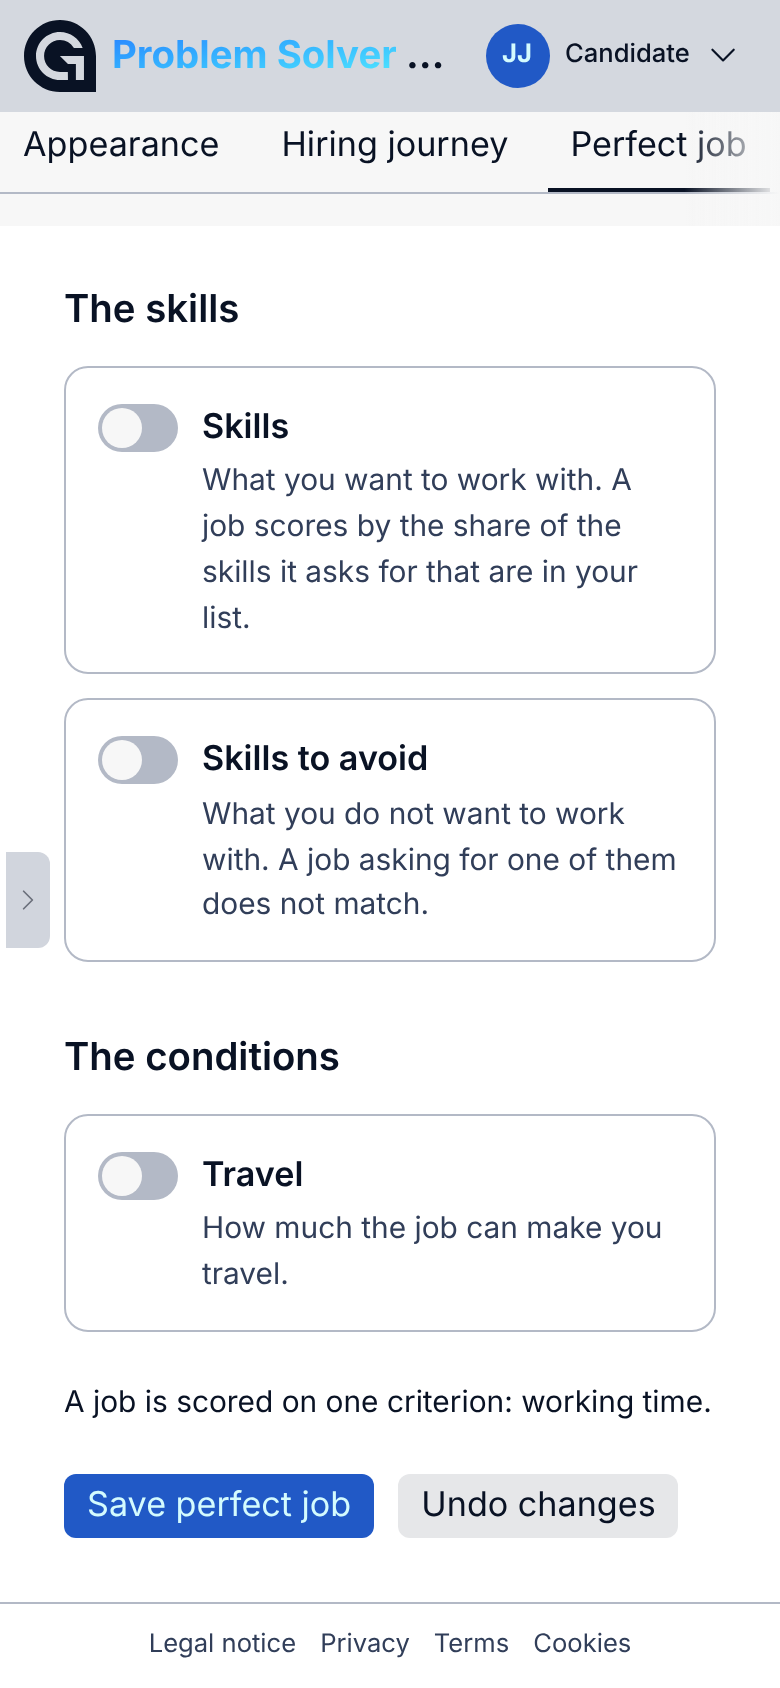 Problem Solver ...
JJ
Candidate
Appearance
Hiring journey
Perfect job
The skills
Skills
What you want to work with. A
job scores by the share of the
skills it asks for that are in your
list.
Skills to avoid
What you do not want to work
with. A job asking for one of them
does not match.
The conditions
Travel
How much the job can make you
travel.
A job is scored on one criterion: working time.
Save perfect job
Undo changes
Legal notice
Privacy
Terms
Cookies